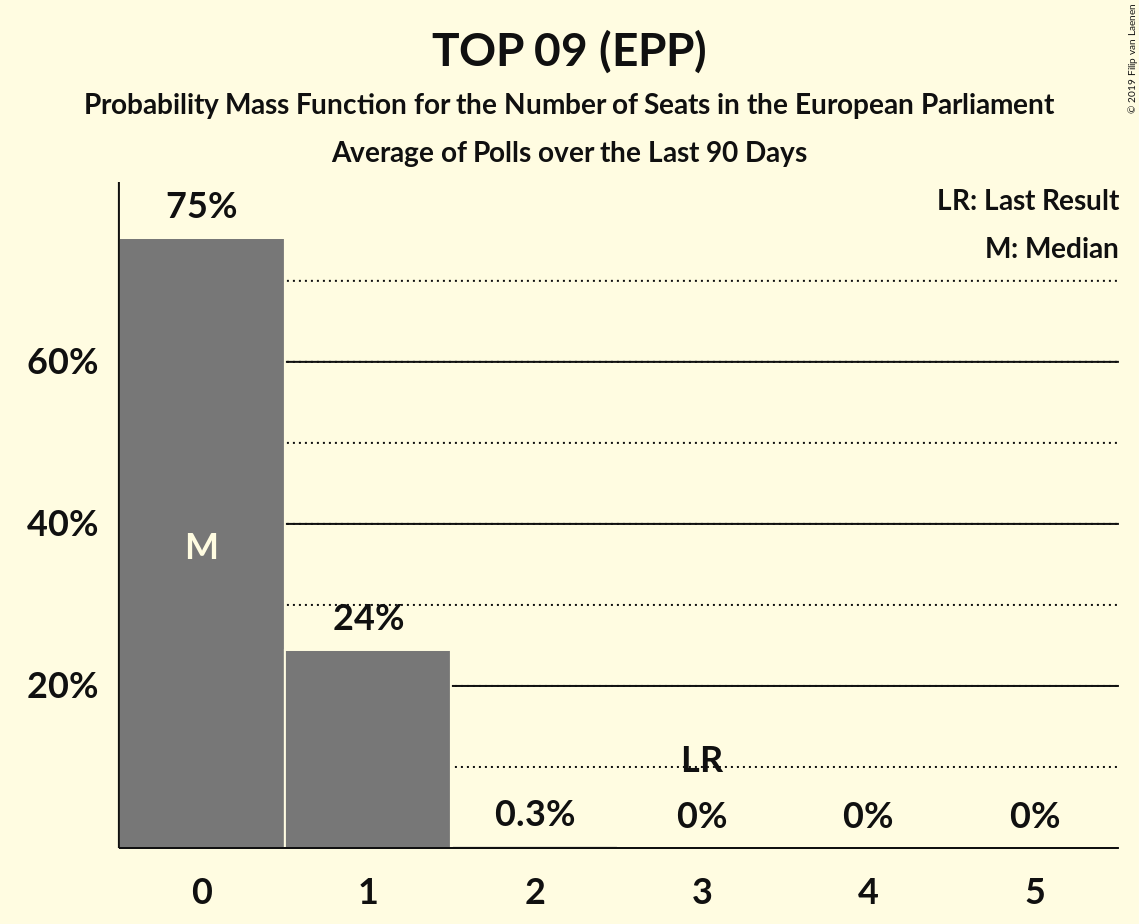 TOP 09 (EPP)
Probability Mass Function for the Number of Seats in the European Parliament
Average of Polls over the Last 90 Days
© 2019 Filip van Laenen
LR: Last Result
M: Median
75%
60%
40%
M
24%
20%
LR
0.3%
0%
0%
0%
0 1 2 3 4 5